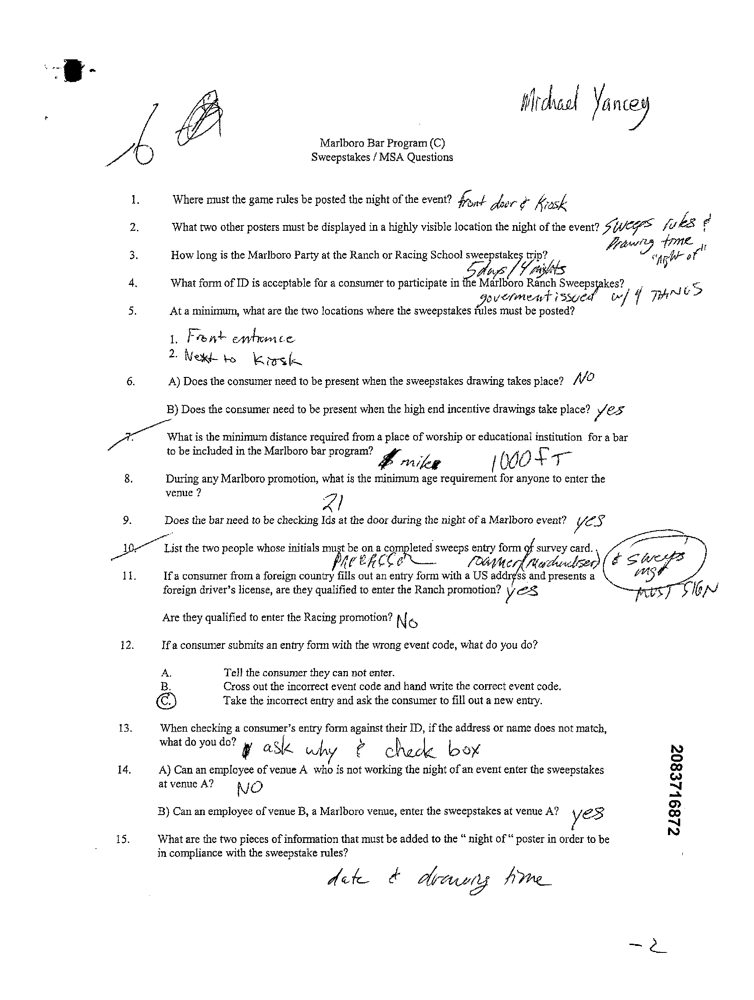 Michael Yancey
Marlboro Bar Program (C)
Sweepstakes / MSA Questions
1. Where must the game rules be posted the night of the event? front door & Kiosk
2. What two other posters must be displayed in a highly visible location the night of the event? Sweeps rules &
Drawing time
"night of"
3. How long is the Marlboro Party at the Ranch or Racing School sweepstakes trip?
5 days / 4 nights
4. What form of ID is acceptable for a consumer to participate in the Marlboro Ranch Sweepstakes?
goverment issued w/ 4 THINGS
5. At a minimum, what are the two locations where the sweepstakes rules must be posted?
1. Front entrance
2. Next to Kiosk
6. A) Does the consumer need to be present when the sweepstakes drawing takes place? NO
B) Does the consumer need to be present when the high end incentive drawings take place? yes
7. What is the minimum distance required from a place of worship or educational institution for a bar
to be included in the Marlboro bar program? mile 1000 FT
8. During any Marlboro promotion, what is the minimum age requirement for anyone to enter the
venue ?
21
9. Does the bar need to be checking Ids at the door during the night of a Marlboro event? yes
10. List the two people whose initials must be on a completed sweeps entry form of survey card.
& sweeps
mgr
MUST SIGN
11. If a consumer from a foreign country fills out an entry form with a US address and presents a
foreign driver's license, are they qualified to enter the Ranch promotion? yes
Are they qualified to enter the Racing promotion? No
12. If a consumer submits an entry form with the wrong event code, what do you do?
A. Tell the consumer they can not enter.
B. Cross out the incorrect event code and hand write the correct event code.
C. Take the incorrect entry and ask the consumer to fill out a new entry.
13. When checking a consumer's entry form against their ID, if the address or name does not match,
what do you do? ask why & check box
14. A) Can an employee of venue A who is not working the night of an event enter the sweepstakes
at venue A? NO
B) Can an employee of venue B, a Marlboro venue, enter the sweepstakes at venue A? yes
15. What are the two pieces of information that must be added to the " night of " poster in order to be
in compliance with the sweepstake rules?
date & drawing time
2083716872
-2